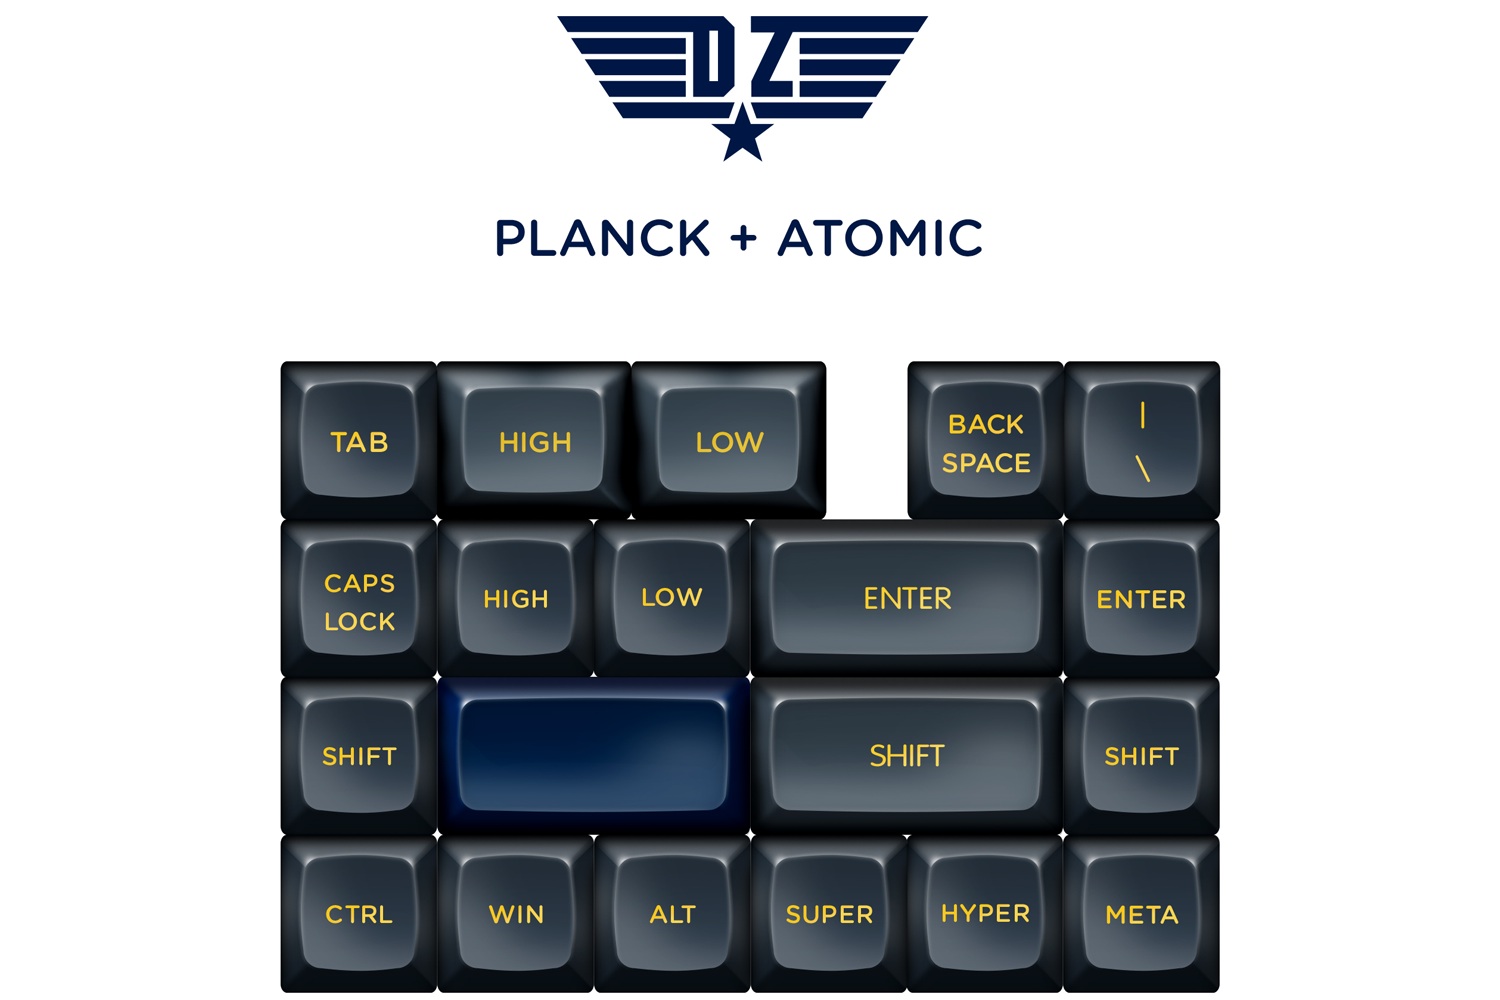 DZ
PLANCK + ATOMIC
TAB
HIGH
LOW
BACK
SPACE
|
\
CAPS
LOCK
HIGH
LOW
ENTER
ENTER
SHIFT
SHIFT
SHIFT
CTRL
WIN
ALT
SUPER
HYPER
META